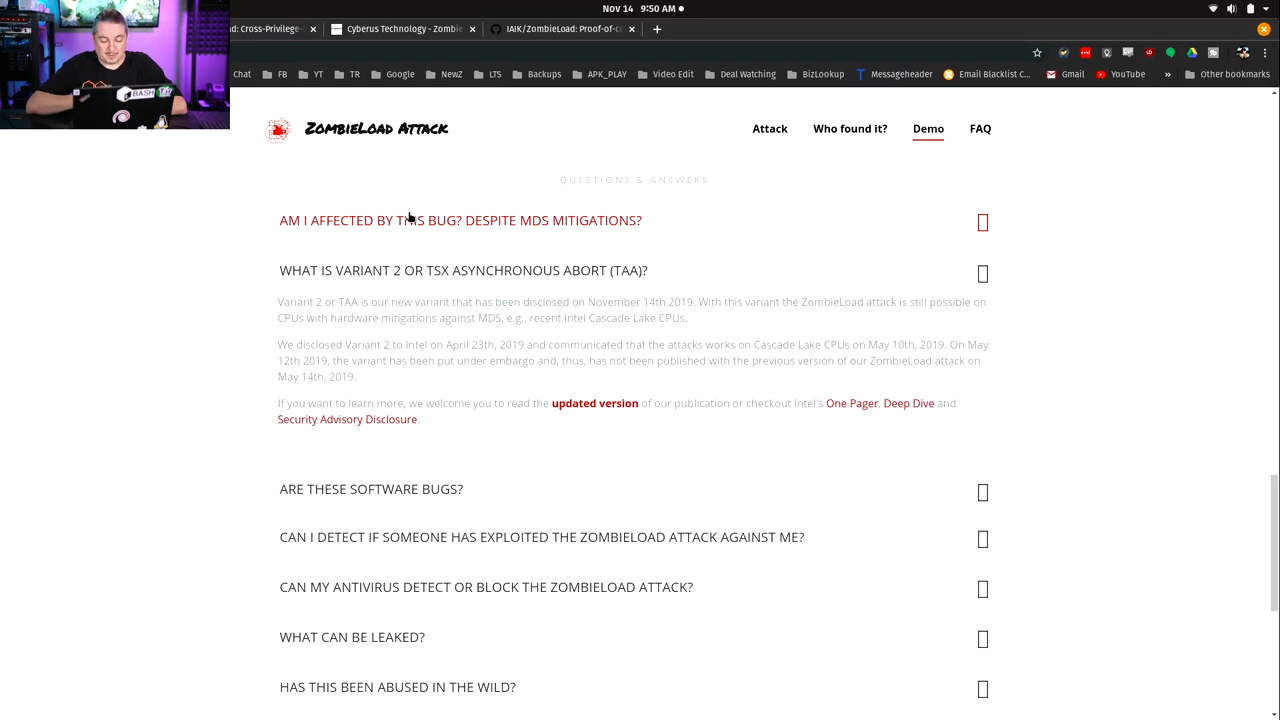 Nov 14 9:50 AM
d: Cross-Privilege-
Cyberus Technology - Zombie
IAIK/ZombieLoad: Proof-of-
Chat FB YT TR Google NewZ LTS Backups APK_PLAY Video Edit Deal Watching BizLookup Messageheader Email Blacklist C... Gmail YouTube » Other bookmarks
BASH
ZombieLoad Attack
Attack Who found it? Demo FAQ
QUESTIONS & ANSWERS
AM I AFFECTED BY THIS BUG? DESPITE MDS MITIGATIONS?
WHAT IS VARIANT 2 OR TSX ASYNCHRONOUS ABORT (TAA)?
Variant 2 or TAA is our new variant that has been disclosed on November 14th 2019. With this variant the ZombieLoad attack is still possible on
CPUs with hardware mitigations against MDS, e.g., recent Intel Cascade Lake CPUs.
We disclosed Variant 2 to Intel on April 23th, 2019 and communicated that the attacks works on Cascade Lake CPUs on May 10th, 2019. On May
12th 2019, the variant has been put under embargo and, thus, has not been published with the previous version of our ZombieLoad attack on
May 14th, 2019.
If you want to learn more, we welcome you to read the updated version of our publication or checkout Intel's One Pager, Deep Dive and
Security Advisory Disclosure.
ARE THESE SOFTWARE BUGS?
CAN I DETECT IF SOMEONE HAS EXPLOITED THE ZOMBIELOAD ATTACK AGAINST ME?
CAN MY ANTIVIRUS DETECT OR BLOCK THE ZOMBIELOAD ATTACK?
WHAT CAN BE LEAKED?
HAS THIS BEEN ABUSED IN THE WILD?